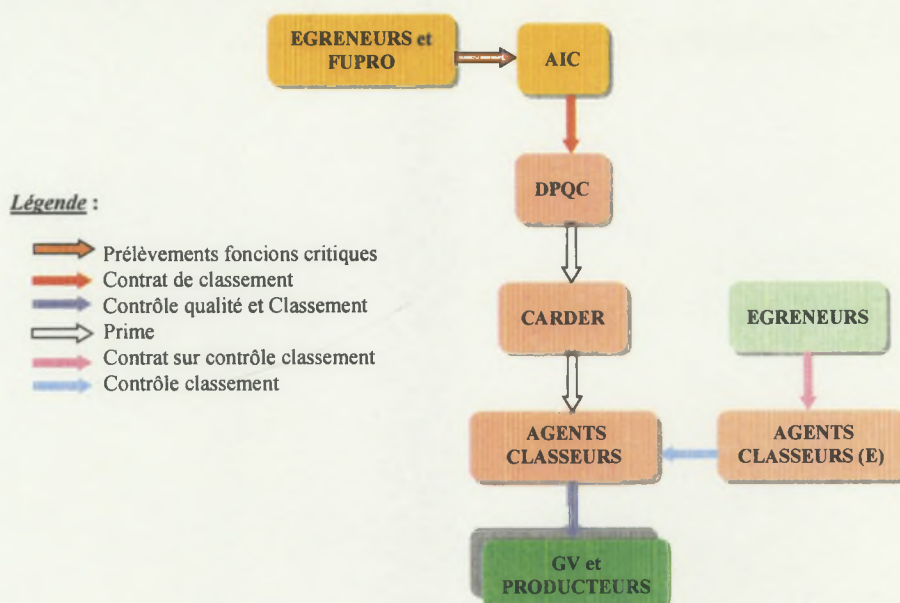 EGRENEURS et
FUPRO
AIC
DPQC
Légende :
Prélèvements foncions critiques
Contrat de classement
Contrôle qualité et Classement
Prime
Contrat sur contrôle classement
Contrôle classement
CARDER
EGRENEURS
AGENTS
CLASSEURS
AGENTS
CLASSEURS (E)
GV et
PRODUCTEURS